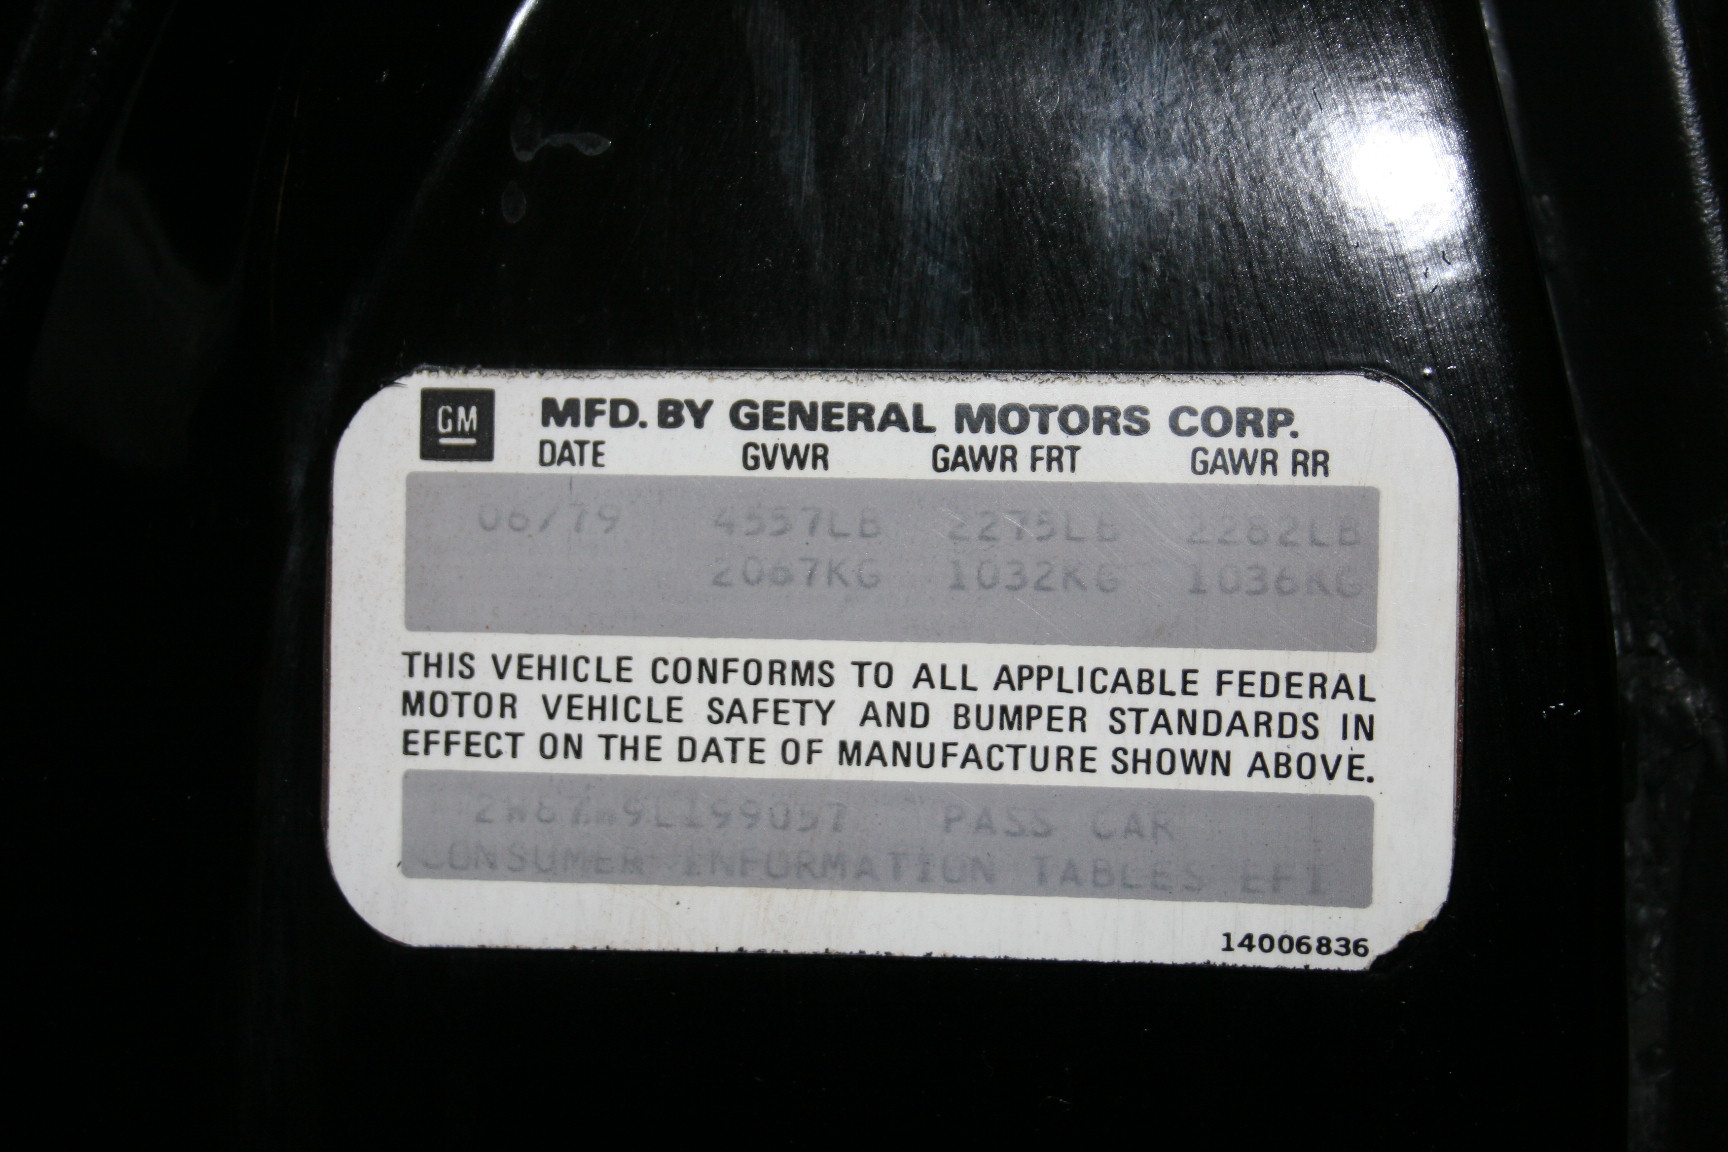 GM MFD. BY GENERAL MOTORS CORP.
DATE GVWR GAWR FRT GAWR RR
06/79 4557LB 2275LB 2282LB
2067KG 1032KG 1036KG
THIS VEHICLE CONFORMS TO ALL APPLICABLE FEDERAL
MOTOR VEHICLE SAFETY AND BUMPER STANDARDS IN
EFFECT ON THE DATE OF MANUFACTURE SHOWN ABOVE.
PASS CAR
CONSUMER INFORMATION TABLES EF1
14006836